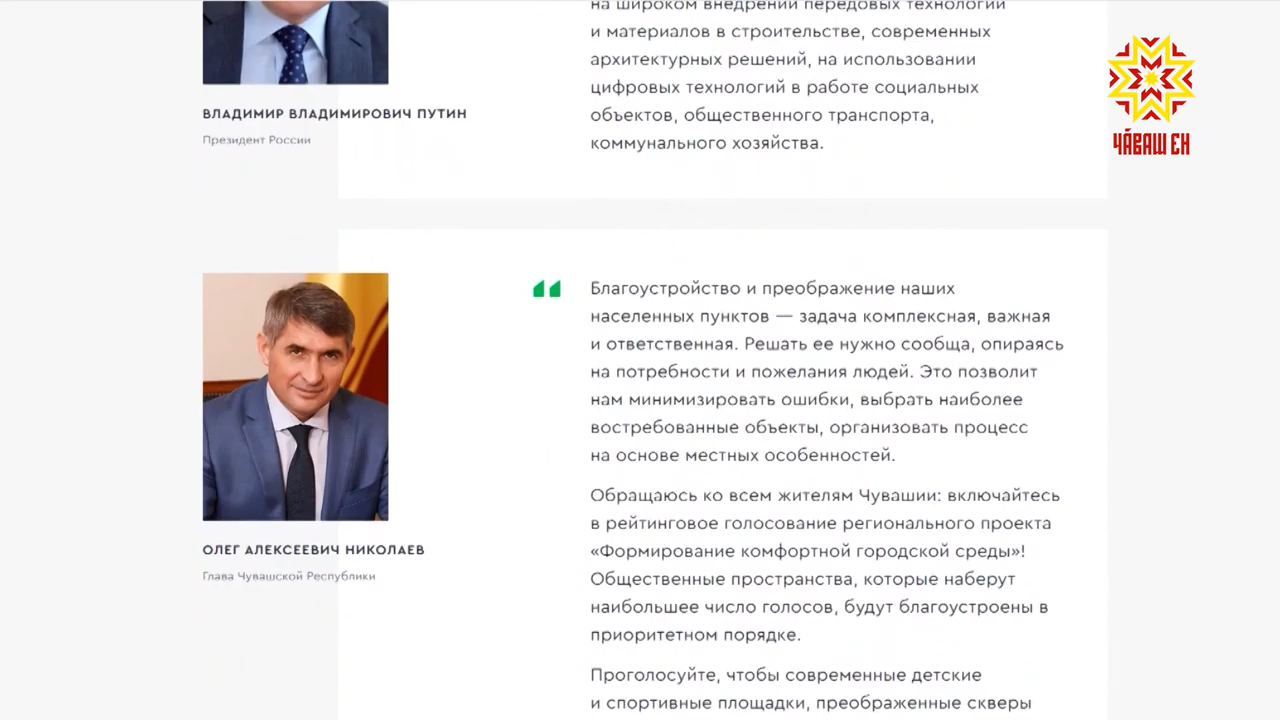 на широком внедрении передовых технологий
и материалов в строительстве, современных
архитектурных решений, на использовании
цифровых технологий в работе социальных
объектов, общественного транспорта,
коммунального хозяйства.
ВЛАДИМИР ВЛАДИМИРОВИЧ ПУТИН
Президент России
ЧӐВАШ ЕН
Благоустройство и преображение наших
населенных пунктов — задача комплексная, важная
и ответственная. Решать ее нужно сообща, опираясь
на потребности и пожелания людей. Это позволит
нам минимизировать ошибки, выбрать наиболее
востребованные объекты, организовать процесс
на основе местных особенностей.
Обращаюсь ко всем жителям Чувашии: включайтесь
в рейтинговое голосование регионального проекта
«Формирование комфортной городской среды»!
Общественные пространства, которые наберут
наибольшее число голосов, будут благоустроены в
приоритетном порядке.
Проголосуйте, чтобы современные детские
и спортивные площадки, преображенные скверы
ОЛЕГ АЛЕКСЕЕВИЧ НИКОЛАЕВ
Глава Чувашской Республики